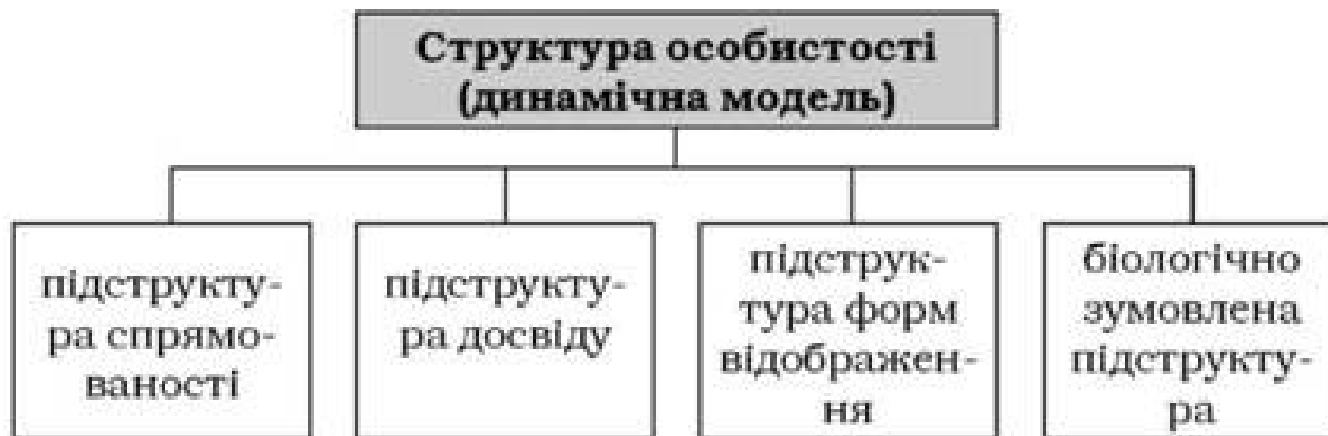 Структура особистості
(динамічна модель)
підструкту-
ра спрямо-
ваності
підструкту-
ра досвіду
підструк-
тура форм
відображен-
ня
біологічно
зумовлена
підструкту-
ра